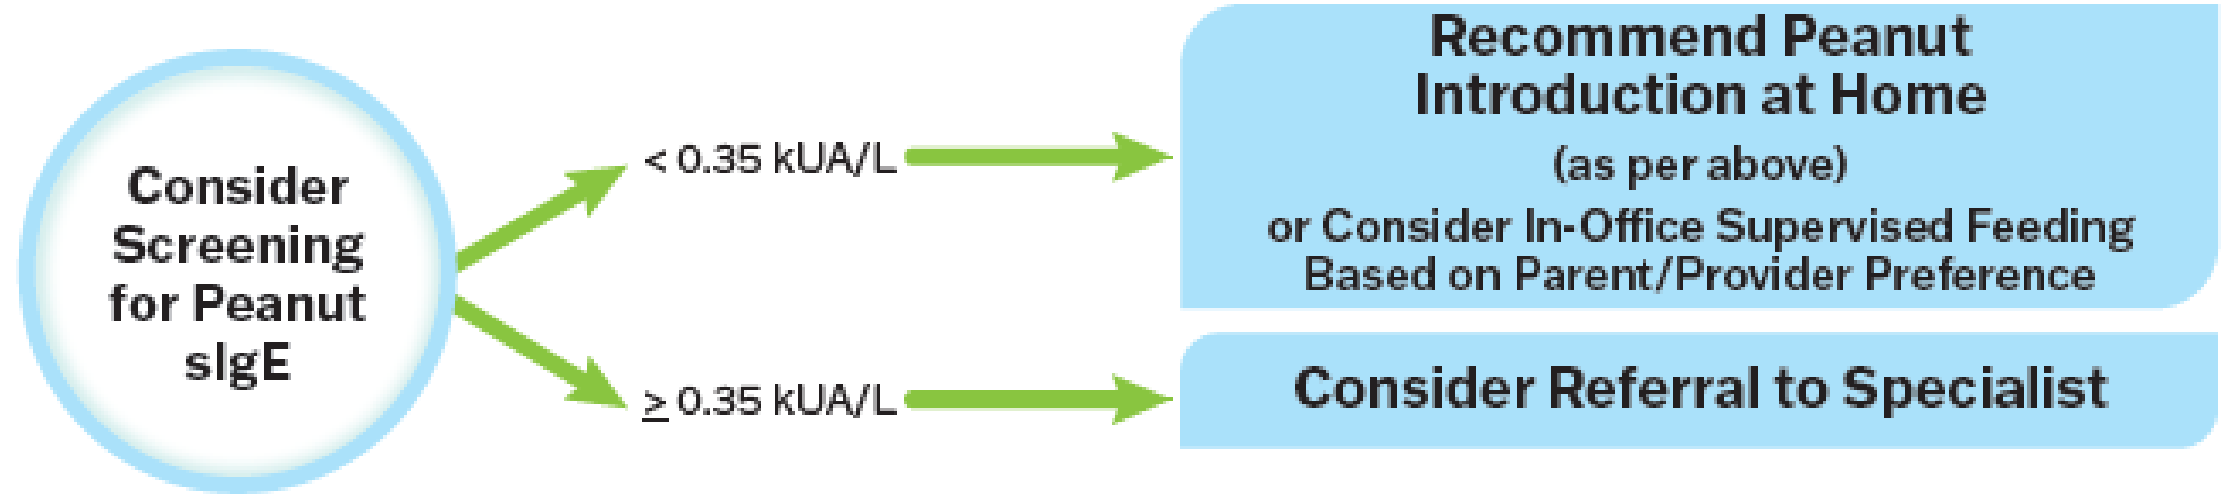 Consider
Screening
for Peanut
sIgE
< 0.35 kUA/L
≥ 0.35 kUA/L
Recommend Peanut
Introduction at Home
(as per above)
or Consider In-Office Supervised Feeding
Based on Parent/Provider Preference
Consider Referral to Specialist